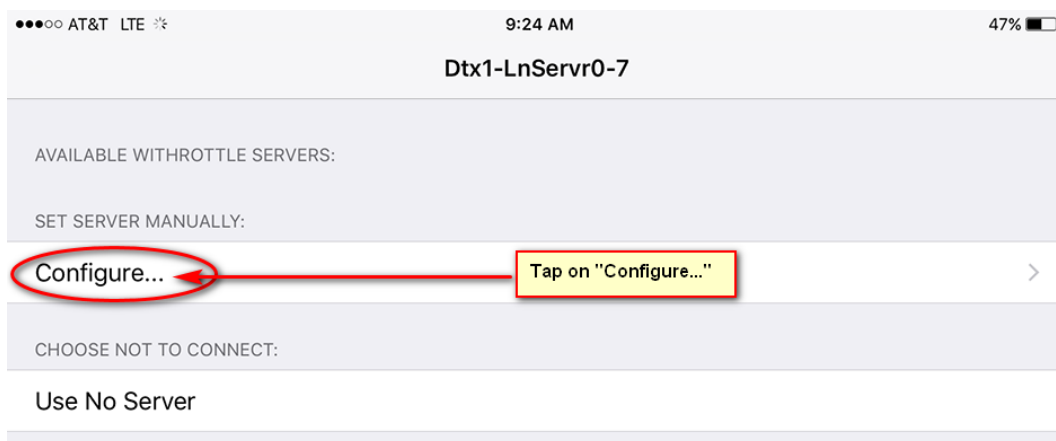 AT&T LTE 9:24 AM 47%
Dtx1-LnServr0-7
AVAILABLE WITHROTTLE SERVERS:
SET SERVER MANUALLY:
Configure... Tap on "Configure..."
CHOOSE NOT TO CONNECT:
Use No Server